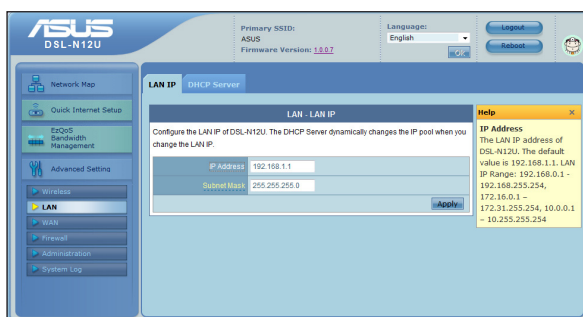 ASUS
DSL-N12U
Primary SSID:
ASUS
Firmware Version: 1.0.0.7
Language:
English
OK
Logout
Reboot
Network Map
Quick Internet Setup
EzQoS
Bandwidth
Management
Advanced Setting
Wireless
LAN
WAN
Firewall
Administration
System Log
LAN IP
DHCP Server
LAN - LAN IP
Configure the LAN IP of DSL-N12U. The DHCP Server dynamically changes the IP pool when you
change the LAN IP.
IP Address 192.168.1.1
Subnet Mask 255.255.255.0
Apply
Help ×
IP Address
The LAN IP address of
DSL-N12U. The default
value is 192.168.1.1. LAN
IP Range: 192.168.0.1 -
192.168.255.254,
172.16.0.1 –
172.31.255.254, 10.0.0.1
– 10.255.255.254